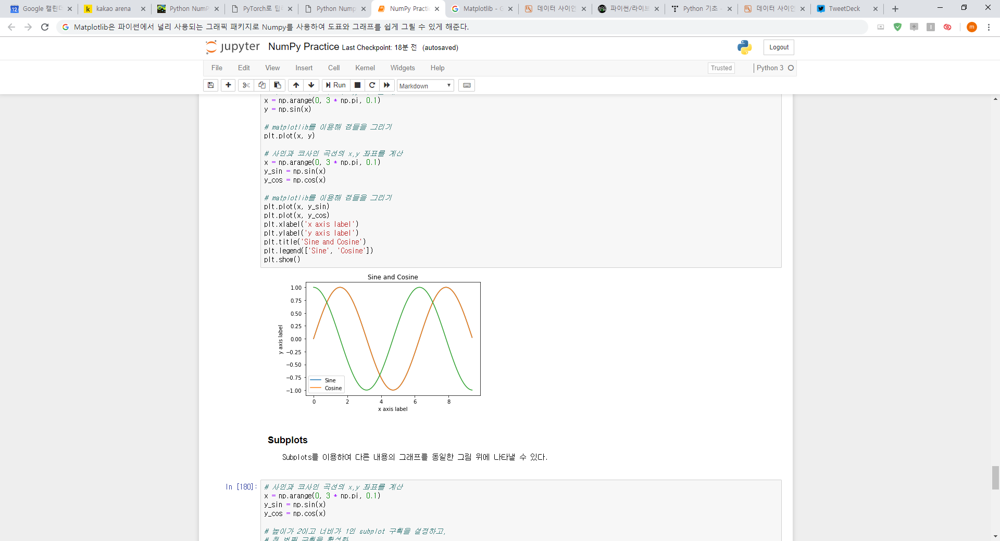 Google 캘린더
kakao arena
Python NumP
PyTorch로 딥
Python Nump
NumPy Practi
Matplotlib - G
데이터 사이언
파이썬/라이브
Python 기초 -
데이터 사이언
TweetDeck
Matplotlib은 파이썬에서 널리 사용되는 그래픽 패키지로 Numpy를 사용하여 도표와 그래프를 쉽게 그릴 수 있게 해준다.
m
jupyter NumPy Practice Last Checkpoint: 18분 전 (autosaved)
Logout
File Edit View Insert Cell Kernel Widgets Help
Trusted
Python 3
Run
Markdown
x = np.arange(0, 3 * np.pi, 0.1)
y = np.sin(x)
# matplotlib를 이용해 점들을 그리기
plt.plot(x, y)
# 사인과 코사인 곡선의 x,y 좌표를 계산
x = np.arange(0, 3 * np.pi, 0.1)
y_sin = np.sin(x)
y_cos = np.cos(x)
# matplotlib를 이용해 점들을 그리기
plt.plot(x, y_sin)
plt.plot(x, y_cos)
plt.xlabel('x axis label')
plt.ylabel('y axis label')
plt.title('Sine and Cosine')
plt.legend(['Sine', 'Cosine'])
plt.show()
Sine and Cosine
1.00
0.75
0.50
0.25
0.00
−0.25
−0.50
−0.75
−1.00
y axis label
Sine
Cosine
0 2 4 6 8
x axis label
Subplots
Subplots를 이용하여 다른 내용의 그래프를 동일한 그림 위에 나타낼 수 있다.
In [180]:
# 사인과 코사인 곡선의 x,y 좌표를 계산
x = np.arange(0, 3 * np.pi, 0.1)
y_sin = np.sin(x)
y_cos = np.cos(x)
# 높이가 2이고 너비가 1인 subplot 구획을 설정하고,
# 첫 번째 구획을 활성화